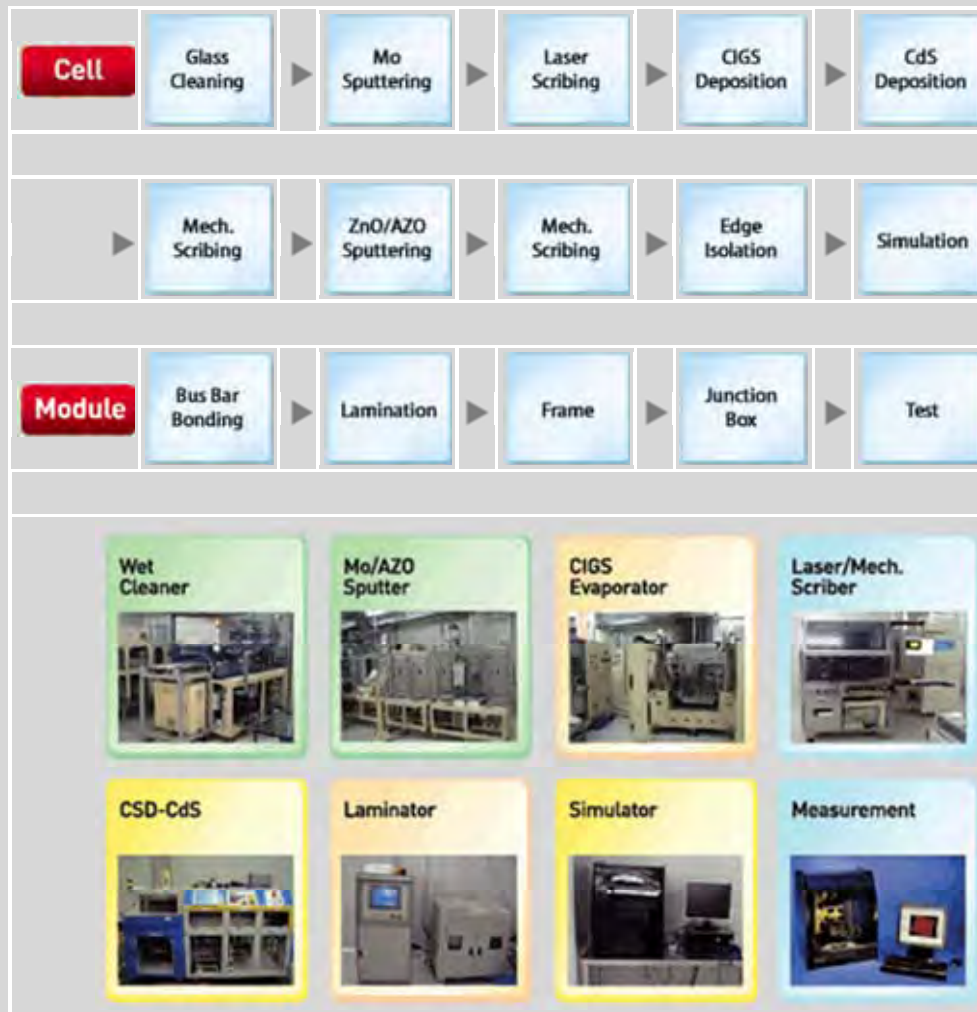 Cell
Glass
Cleaning
Mo
Sputtering
Laser
Scribing
CIGS
Deposition
CdS
Deposition
Mech.
Scribing
ZnO/AZO
Sputtering
Mech.
Scribing
Edge
Isolation
Simulation
Module
Bus Bar
Bonding
Lamination
Frame
Junction
Box
Test
Wet
Cleaner
Mo/AZO
Sputter
CIGS
Evaporator
Laser/Mech.
Scriber
CSD-CdS
Laminator
Simulator
Measurement